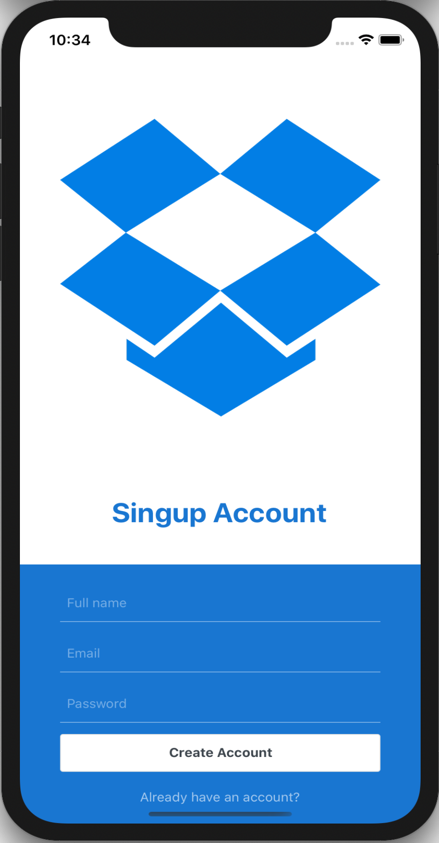 10:34
Singup Account
Full name
Email
Password
Create Account
Already have an account?